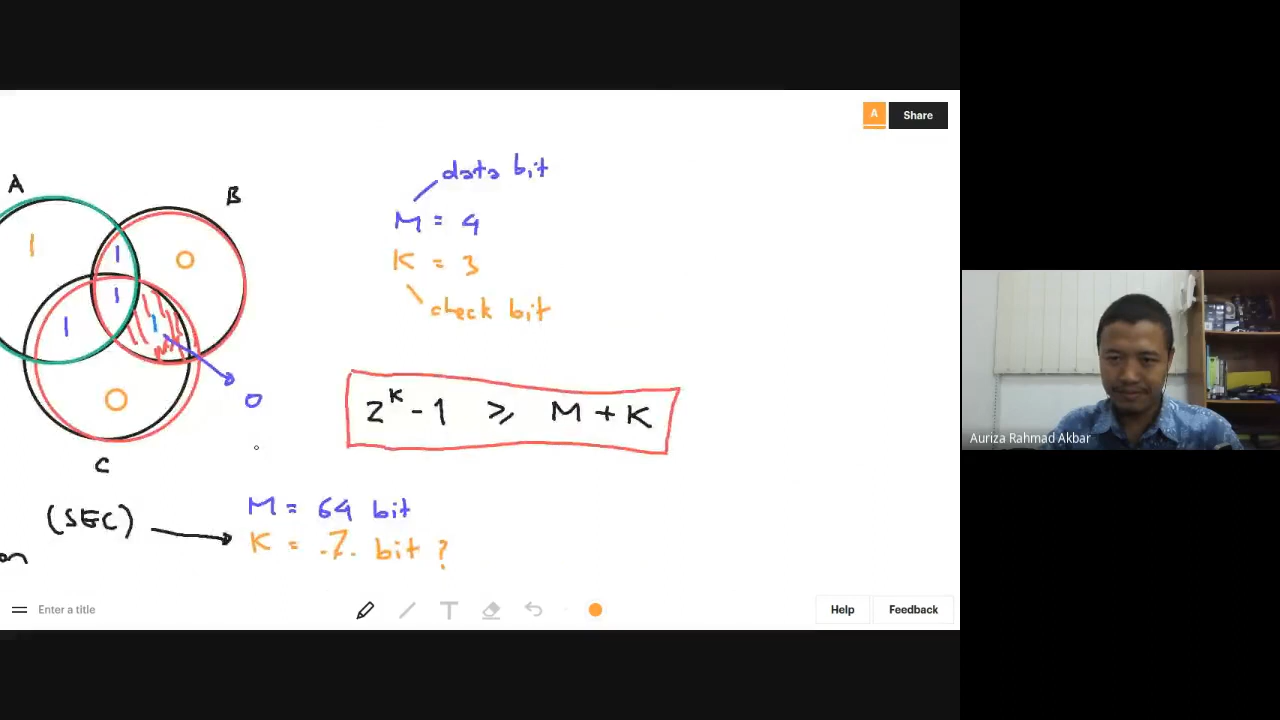 A Share
data bit
A
B
M = 4
1
1
0
K = 3
1
1
1
check bit
0
0
2^K - 1 ≥ M + K
C
(SEC)
M = 64 bit
K = .7. bit ?
on
Enter a title
T
Help
Feedback
Auriza Rahmad Akbar